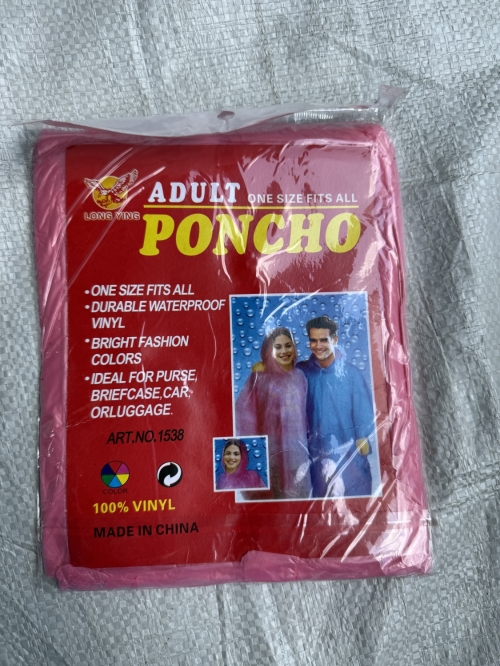 LONG YING
ADULT ONE SIZE FITS ALL
PONCHO
•ONE SIZE FITS ALL
•DURABLE WATERPROOF
VINYL
•BRIGHT FASHION
COLORS
•IDEAL FOR PURSE,
BRIEFCASE,CAR,
ORLUGGAGE.
ART.NO.1538
COLOR
100% VINYL
MADE IN CHINA